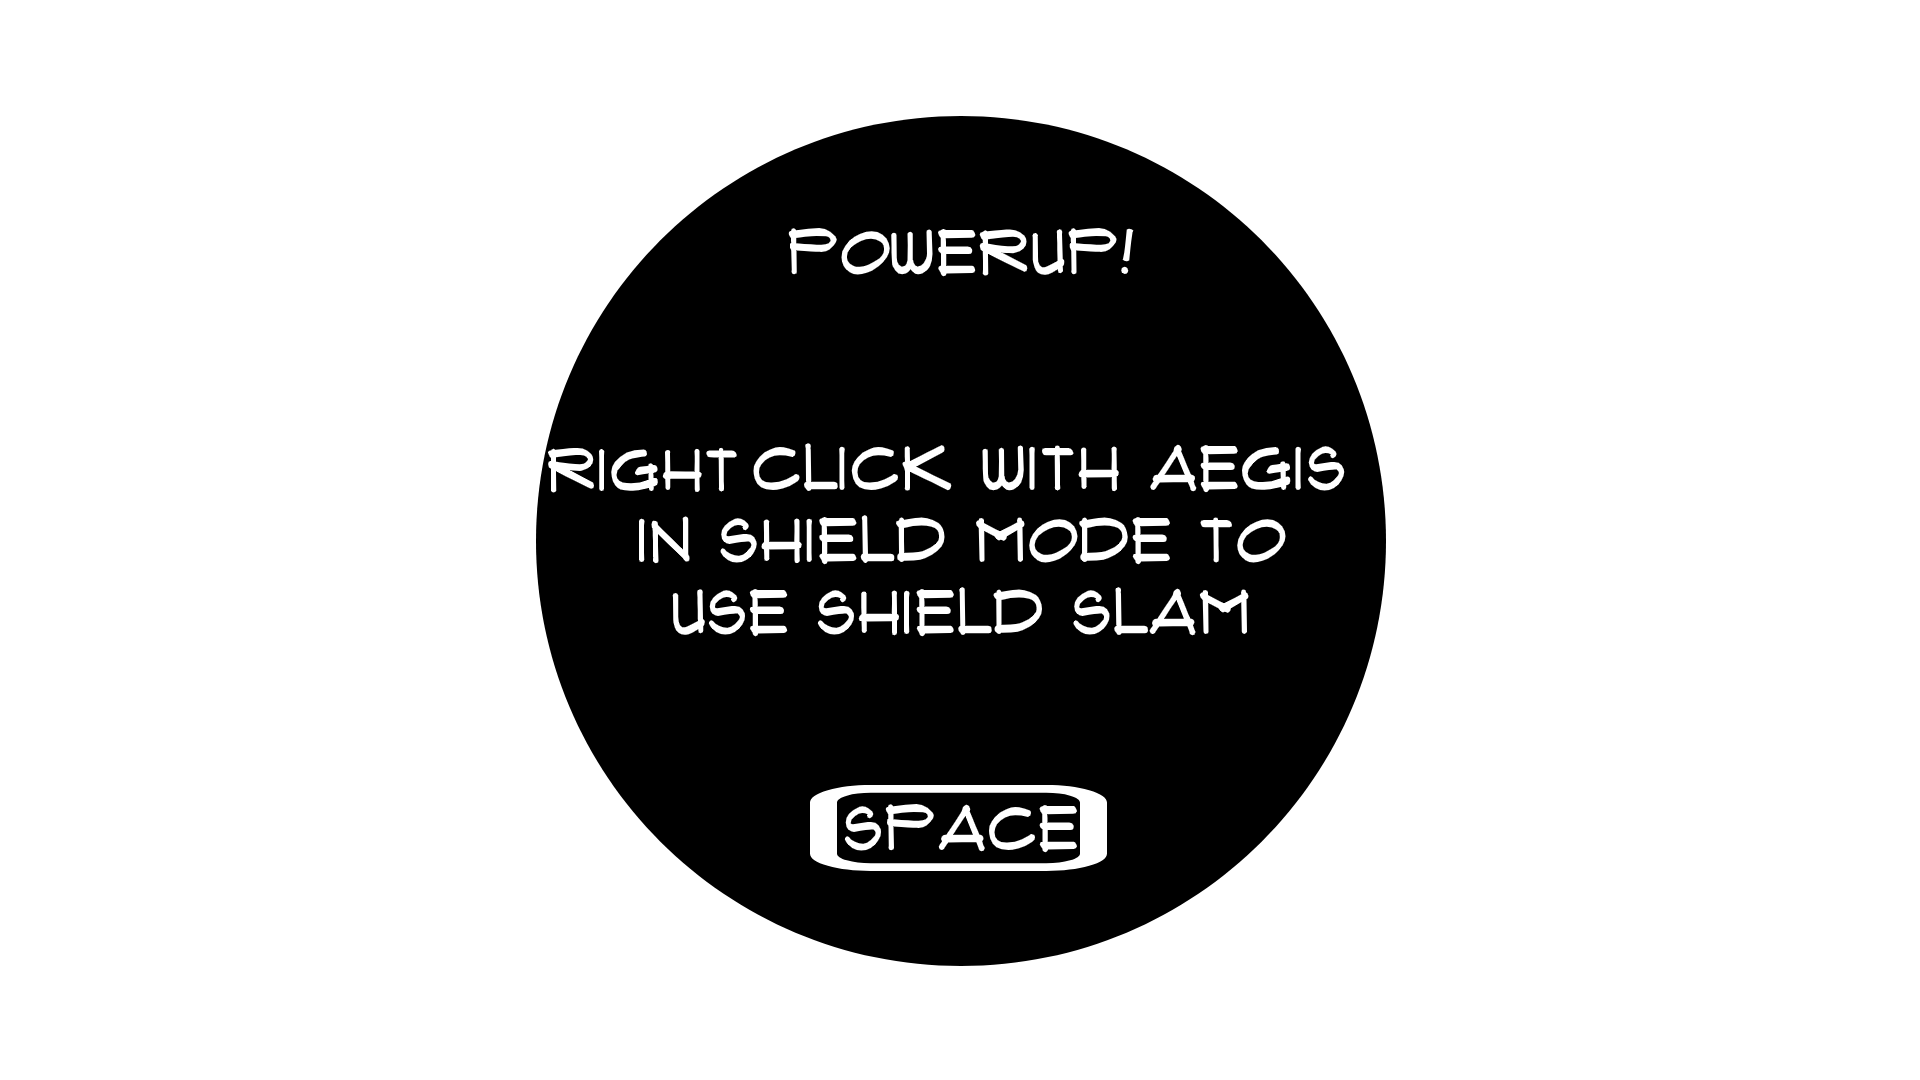 POWERUP!
RIGHT CLICK WITH AEGIS
IN SHIELD MODE TO
USE SHIELD SLAM
SPACE